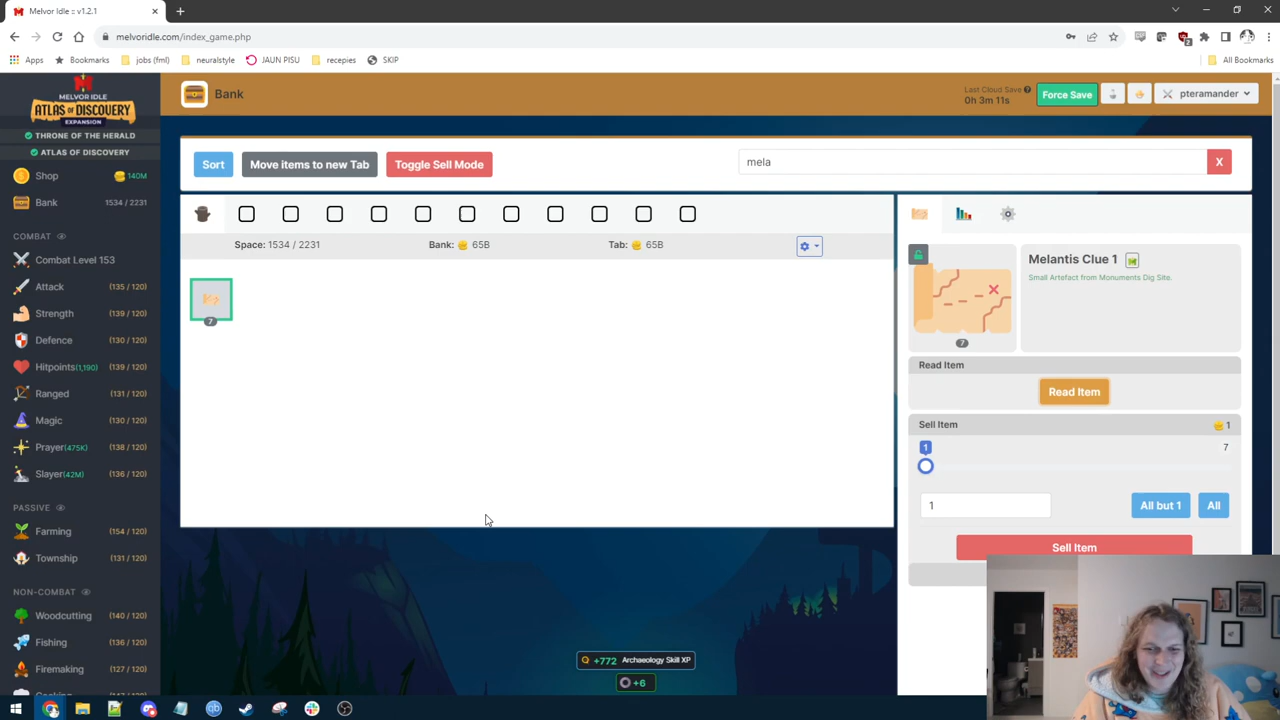 Melvor Idle :: v1.2.1
melvoridle.com/index_game.php
Apps
Bookmarks
jobs (fml)
neuralstyle
JAUN PISU
recepies
SKIP
All Bookmarks
MELVOR IDLE
ATLAS OF DISCOVERY
EXPANSION
THRONE OF THE HERALD
ATLAS OF DISCOVERY
Shop 140M
Bank 1534 / 2231
COMBAT
Combat Level 153
Attack (135 / 120)
Strength (139 / 120)
Defence (130 / 120)
Hitpoints (1,190) (139 / 120)
Ranged (131 / 120)
Magic (130 / 120)
Prayer (475K) (138 / 120)
Slayer (42M) (136 / 120)
PASSIVE
Farming (154 / 120)
Township (131 / 120)
NON-COMBAT
Woodcutting (140 / 120)
Fishing (136 / 120)
Firemaking (127 / 120)
Bank
Last Cloud Save
0h 3m 11s
Force Save
pteramander
Sort
Move items to new Tab
Toggle Sell Mode
mela
X
Space: 1534 / 2231
Bank: 65B
Tab: 65B
7
Melantis Clue 1
Small Artefact from Monuments Dig Site.
7
Read Item
Read Item
Sell Item 1
1
7
1
All but 1
All
Sell Item
+772 Archaeology Skill XP
+6